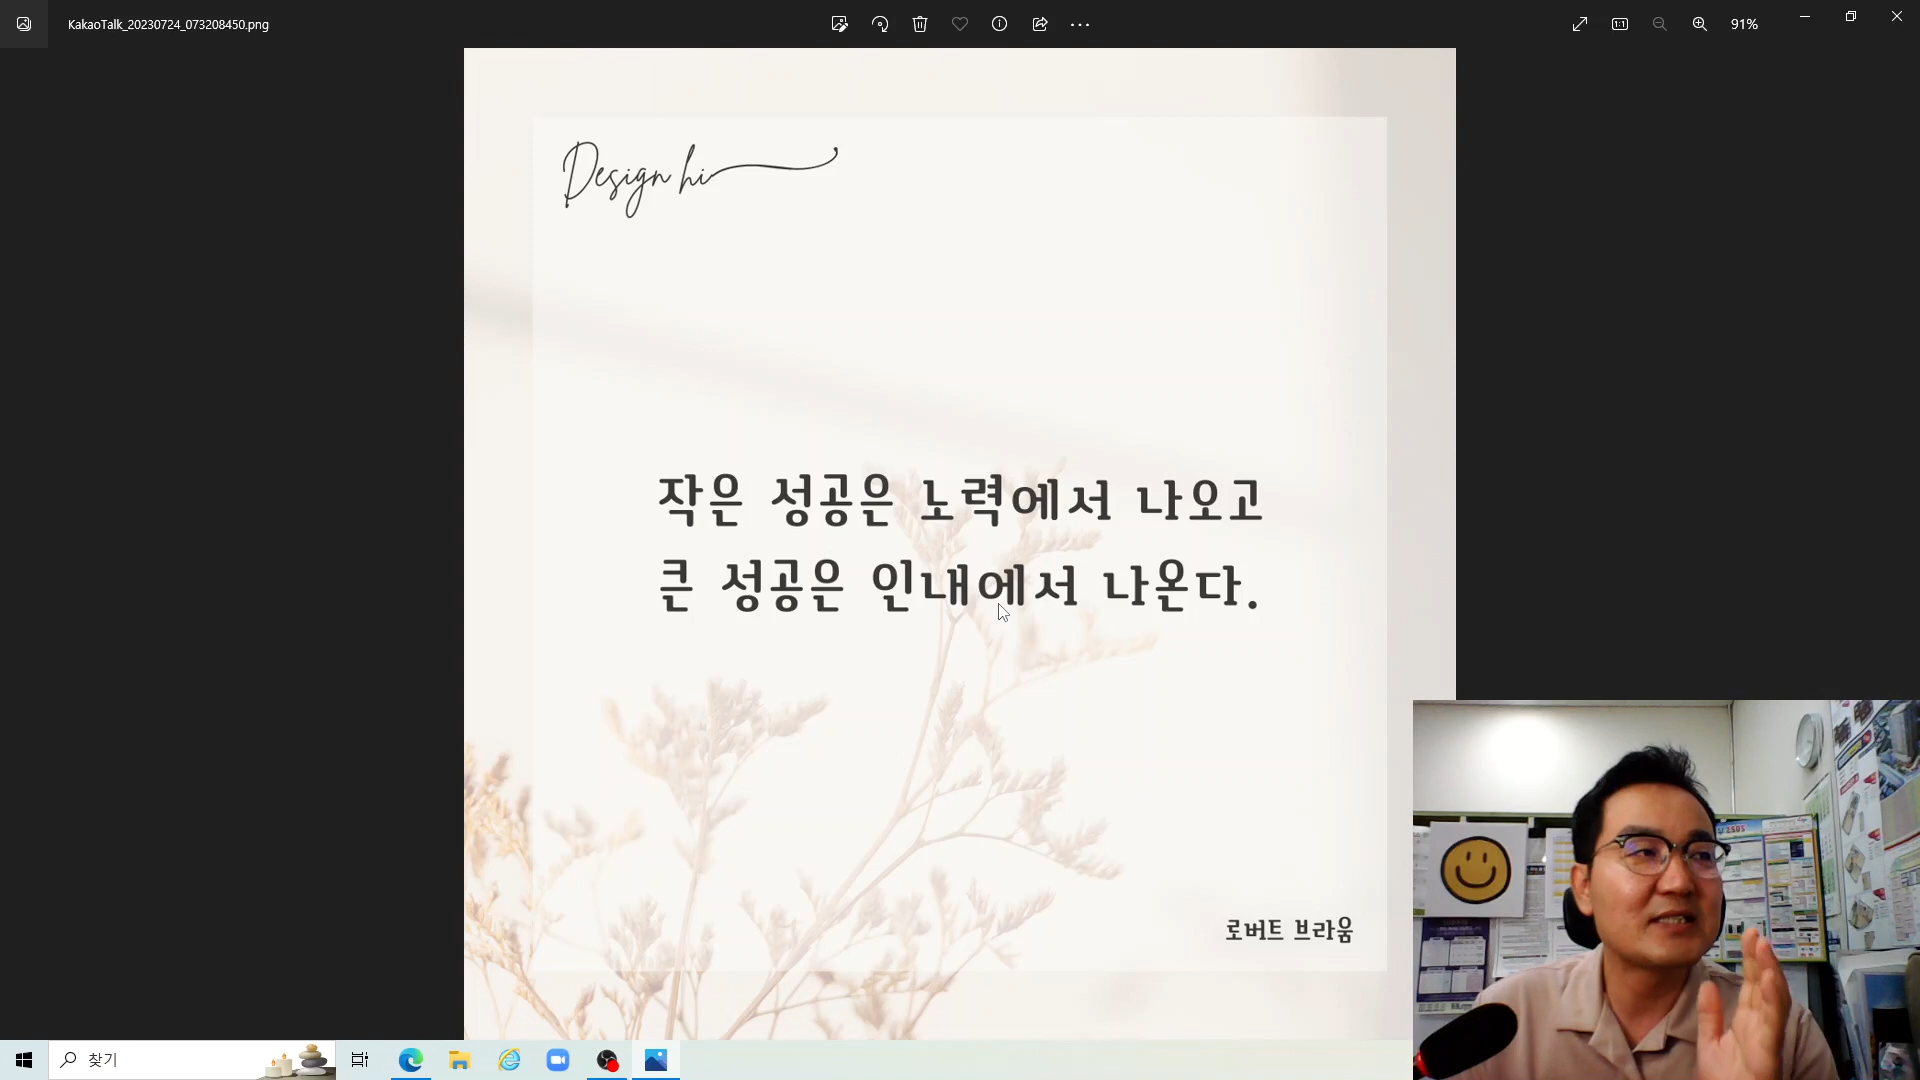 KakaoTalk_20230724_073208450.png
91%
Design hi
작은 성공은 노력에서 나오고
큰 성공은 인내에서 나온다.
로버트 브라움
찾기